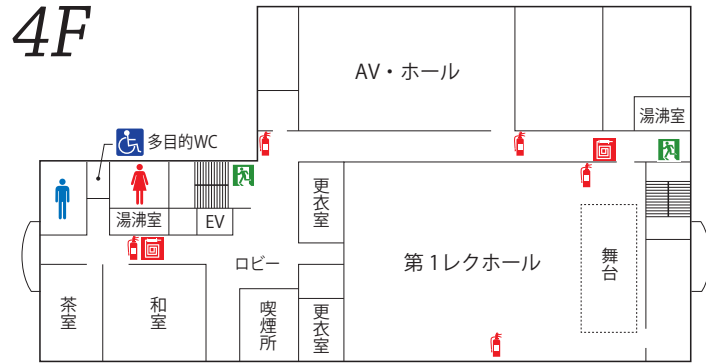 4F
AV・ホール
湯沸室
多目的WC
更衣室
湯沸室
EV
ロビー
第1レクホール
舞台
茶室
和室
喫煙所
更衣室